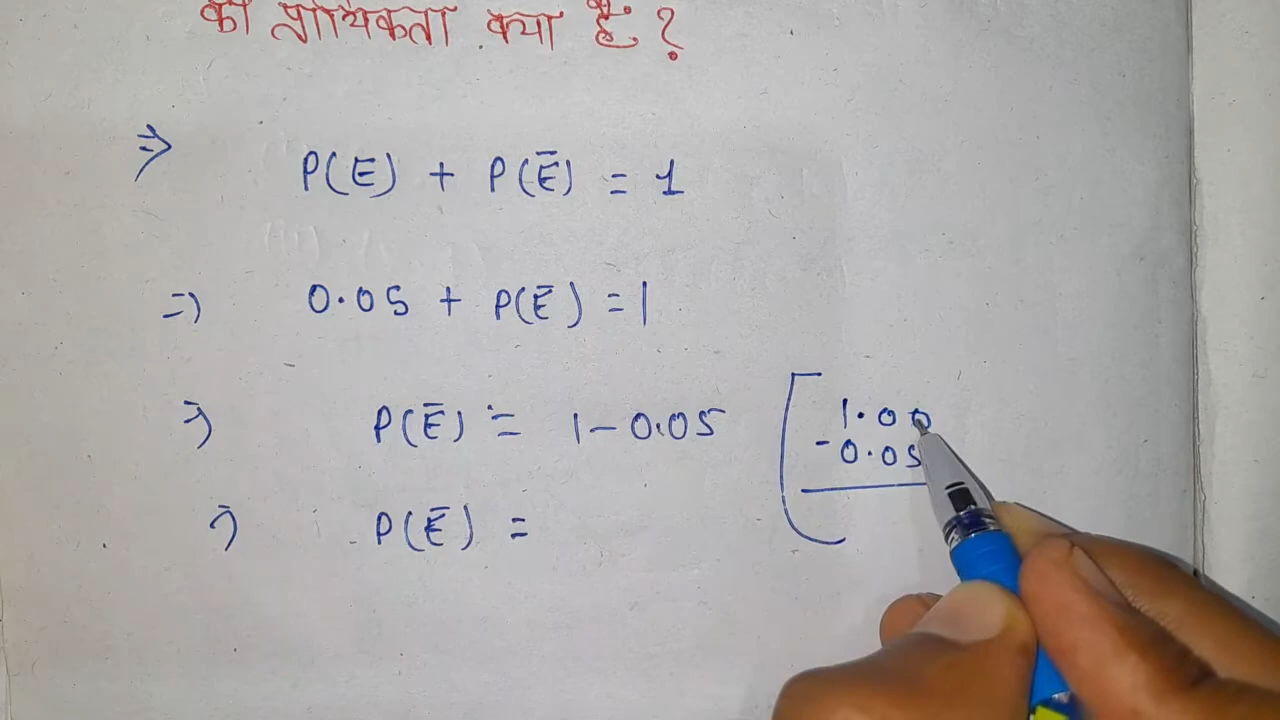 की प्रायिकता क्या है?
⇒ P(E) + P(Ē) = 1
⇒ 0.05 + P(Ē) = 1
⇒ P(Ē) = 1 - 0.05
1.00
- 0.05
⇒ P(Ē) =